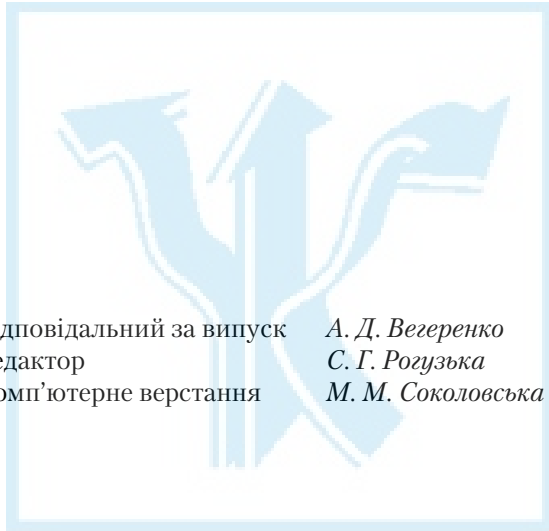 дповідальний за випуск А. Д. Вегеренко
едактор С. Г. Рогузька
омп'ютерне верстання М. М. Соколовська